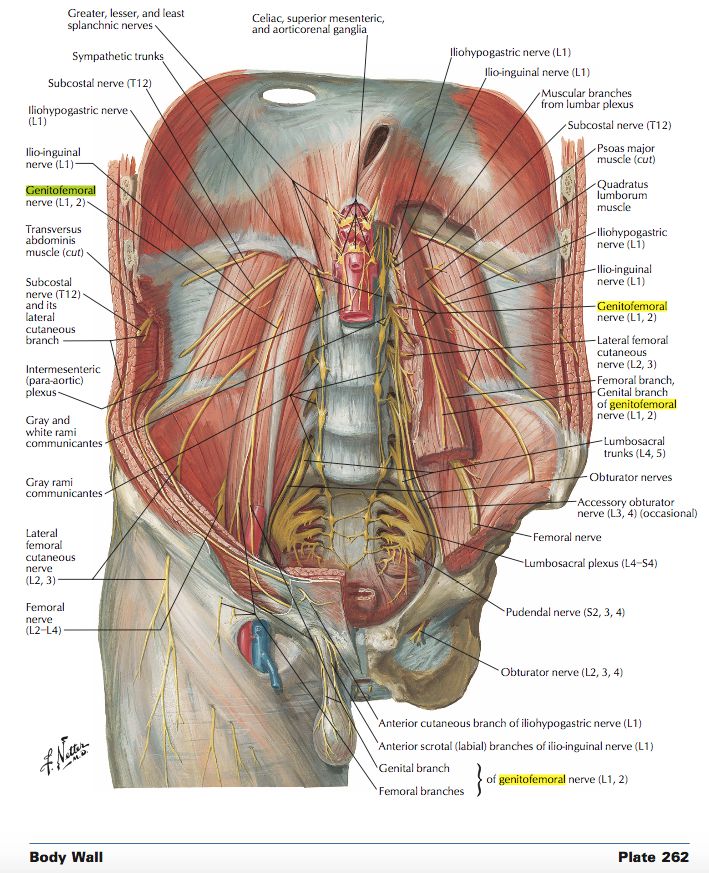 Greater, lesser, and least
splanchnic nerves
Celiac, superior mesenteric,
and aorticorenal ganglia
Sympathetic trunks
Subcostal nerve (T12)
Iliohypogastric nerve
(L1)
Ilio-inguinal
nerve (L1)
Genitofemoral
nerve (L1, 2)
Transversus
abdominis
muscle (cut)
Subcostal
nerve (T12)
and its
lateral
cutaneous
branch
Intermesenteric
(para-aortic)
plexus
Gray and
white rami
communicantes
Gray rami
communicantes
Lateral
femoral
cutaneous
nerve
(L2, 3)
Femoral
nerve
(L2–L4)
Iliohypogastric nerve (L1)
Ilio-inguinal nerve (L1)
Muscular branches
from lumbar plexus
Subcostal nerve (T12)
Psoas major
muscle (cut)
Quadratus
lumborum
muscle
Iliohypogastric
nerve (L1)
Ilio-inguinal
nerve (L1)
Genitofemoral
nerve (L1, 2)
Lateral femoral
cutaneous
nerve (L2, 3)
Femoral branch,
Genital branch
of genitofemoral
nerve (L1, 2)
Lumbosacral
trunks (L4, 5)
Obturator nerves
Accessory obturator
nerve (L3, 4) (occasional)
Femoral nerve
Lumbosacral plexus (L4–S4)
Pudendal nerve (S2, 3, 4)
Obturator nerve (L2, 3, 4)
Anterior cutaneous branch of iliohypogastric nerve (L1)
Anterior scrotal (labial) branches of ilio-inguinal nerve (L1)
Genital branch
Femoral branches
of genitofemoral nerve (L1, 2)
F. Netter
M.D.
Body Wall
Plate 262